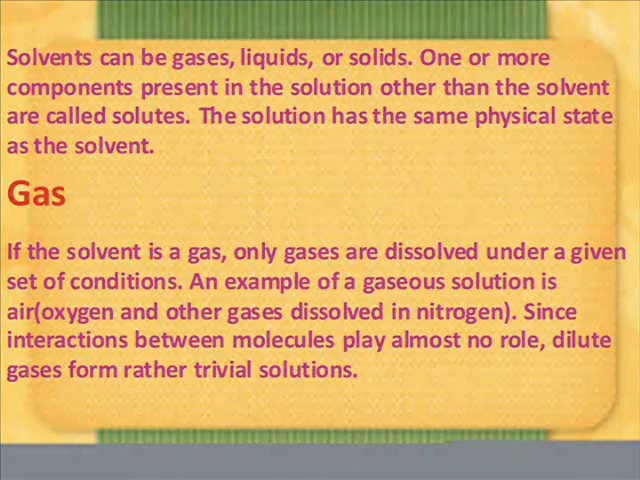 Solvents can be gases, liquids, or solids. One or more
components present in the solution other than the solvent
are called solutes. The solution has the same physical state
as the solvent.
Gas
If the solvent is a gas, only gases are dissolved under a given
set of conditions. An example of a gaseous solution is
air(oxygen and other gases dissolved in nitrogen). Since
interactions between molecules play almost no role, dilute
gases form rather trivial solutions.